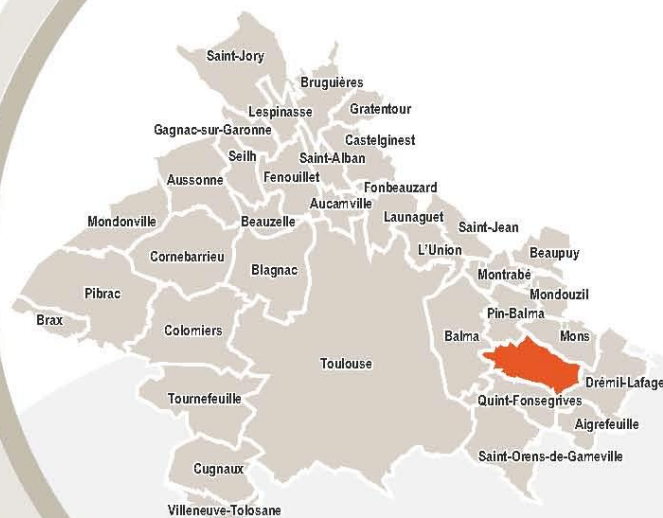 Saint-Jory
Bruguières
Lespinasse
Gratentour
Gagnac-sur-Garonne
Castelginest
Seilh
Saint-Alban
Fenouillet
Aussonne
Fonbeauzard
Aucamville
Launaguet
Mondonville
Beauzelle
Saint-Jean
L'Union
Beaupuy
Cornebarrieu
Blagnac
Montrabé
Pibrac
Mondouzil
Pin-Balma
Brax
Colomiers
Balma
Mons
Toulouse
Drémil-Lafage
Tournefeuille
Quint-Fonsegrives
Aigrefeuille
Saint-Orens-de-Gameville
Cugnaux
Villeneuve-Tolosane